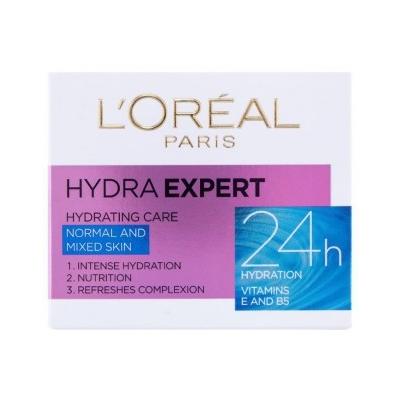 L'ORÉAL
PARIS
HYDRA EXPERT
HYDRATING CARE
NORMAL AND
MIXED SKIN
1. INTENSE HYDRATION
2. NUTRITION
3. REFRESHES COMPLEXION
24h
HYDRATION
VITAMINS
E AND B5